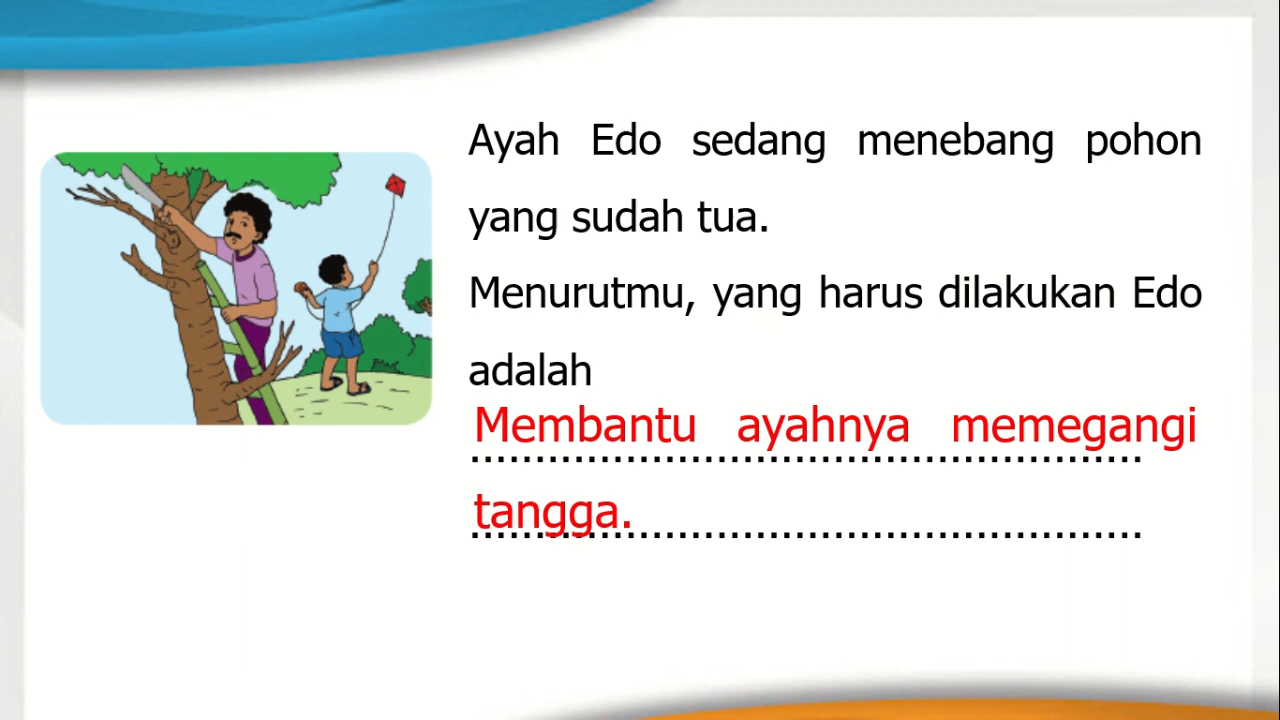 Ayah Edo sedang menebang pohon
yang sudah tua.
Menurutmu, yang harus dilakukan Edo
adalah
Membantu ayahnya memegangi
....................................................
tangga.
....................................................